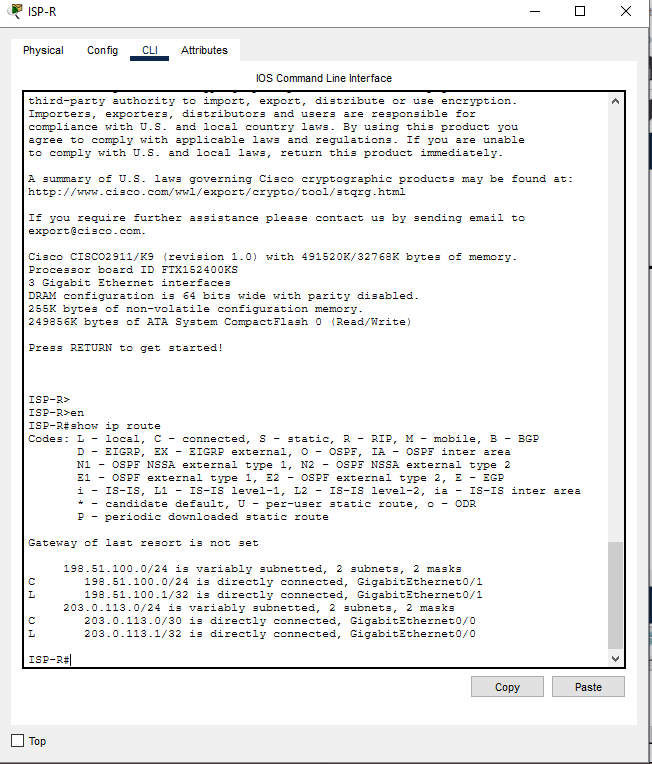 ISP-R
Physical Config CLI Attributes
IOS Command Line Interface
third-party authority to import, export, distribute or use encryption.
Importers, exporters, distributors and users are responsible for
compliance with U.S. and local country laws. By using this product you
agree to comply with applicable laws and regulations. If you are unable
to comply with U.S. and local laws, return this product immediately.
A summary of U.S. laws governing Cisco cryptographic products may be found at:
http://www.cisco.com/wwl/export/crypto/tool/stqrg.html
If you require further assistance please contact us by sending email to
export@cisco.com.
Cisco CISCO2911/K9 (revision 1.0) with 491520K/32768K bytes of memory.
Processor board ID FTX152400KS
3 Gigabit Ethernet interfaces
DRAM configuration is 64 bits wide with parity disabled.
255K bytes of non-volatile configuration memory.
249856K bytes of ATA System CompactFlash 0 (Read/Write)
Press RETURN to get started!
ISP-R>
ISP-R>en
ISP-R#show ip route
Codes: L - local, C - connected, S - static, R - RIP, M - mobile, B - BGP
D - EIGRP, EX - EIGRP external, O - OSPF, IA - OSPF inter area
N1 - OSPF NSSA external type 1, N2 - OSPF NSSA external type 2
E1 - OSPF external type 1, E2 - OSPF external type 2, E - EGP
i - IS-IS, L1 - IS-IS level-1, L2 - IS-IS level-2, ia - IS-IS inter area
* - candidate default, U - per-user static route, o - ODR
P - periodic downloaded static route
Gateway of last resort is not set
198.51.100.0/24 is variably subnetted, 2 subnets, 2 masks
C 198.51.100.0/24 is directly connected, GigabitEthernet0/1
L 198.51.100.1/32 is directly connected, GigabitEthernet0/1
203.0.113.0/24 is variably subnetted, 2 subnets, 2 masks
C 203.0.113.0/30 is directly connected, GigabitEthernet0/0
L 203.0.113.1/32 is directly connected, GigabitEthernet0/0
ISP-R#
Copy Paste
Top